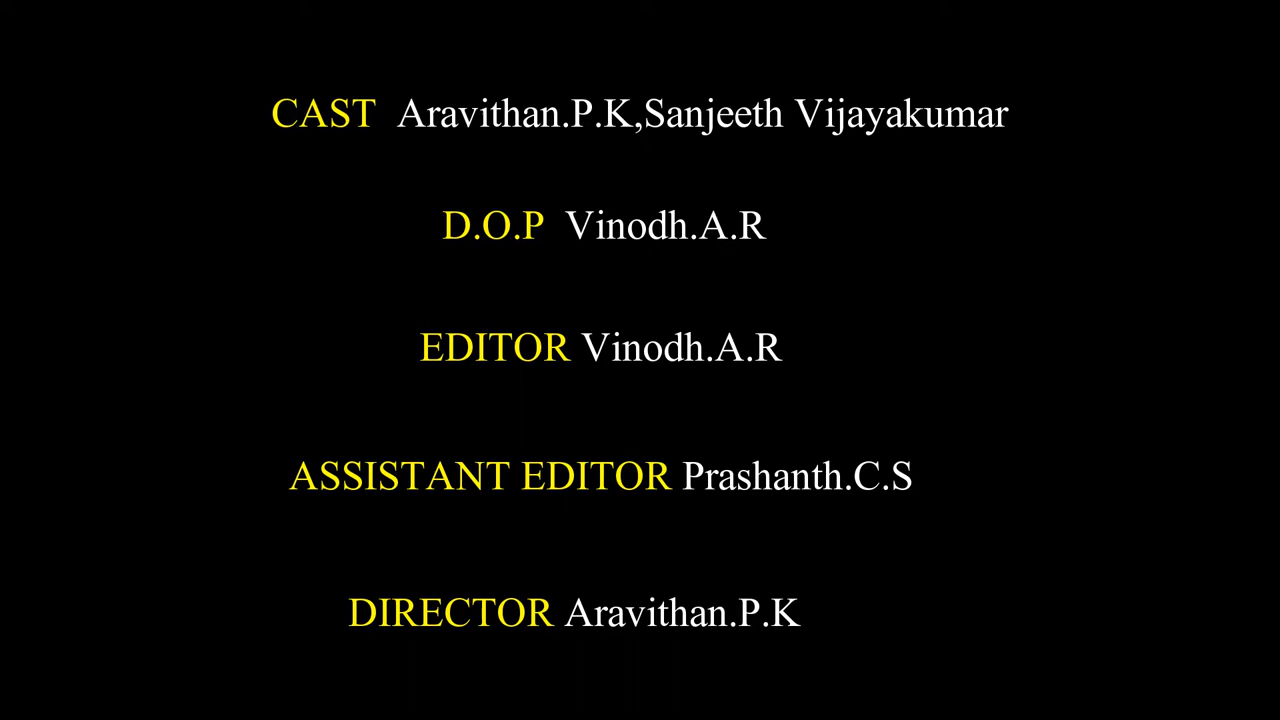 CAST Aravithan.P.K,Sanjeeth Vijayakumar
D.O.P Vinodh.A.R
EDITOR Vinodh.A.R
ASSISTANT EDITOR Prashanth.C.S
DIRECTOR Aravithan.P.K